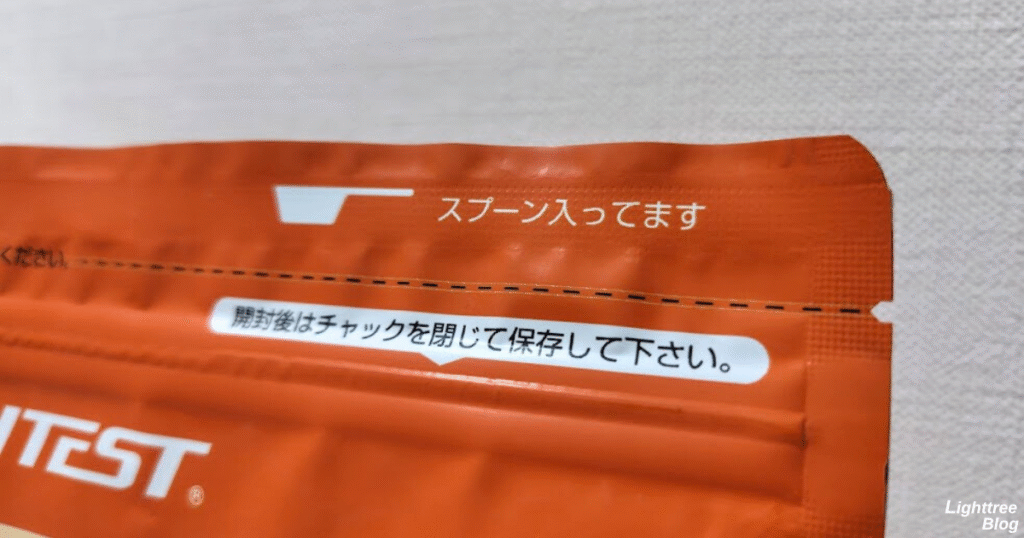 スプーン入ってます
ください。
開封後はチャックを閉じて保存して下さい。
TEST®
Lighttree
Blog